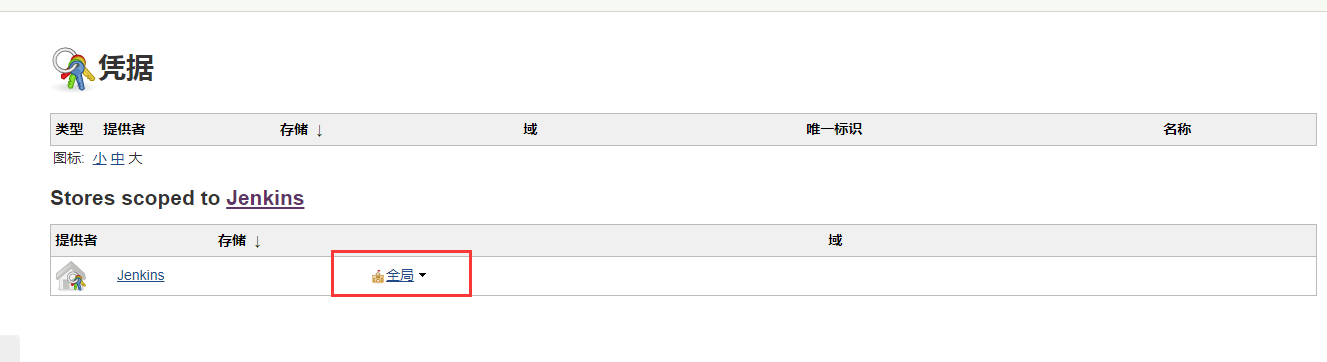 凭据
类型 提供者 存储 ↓ 域 唯一标识 名称
图标: 小 中 大
Stores scoped to Jenkins
提供者 存储 ↓ 域
Jenkins 全局